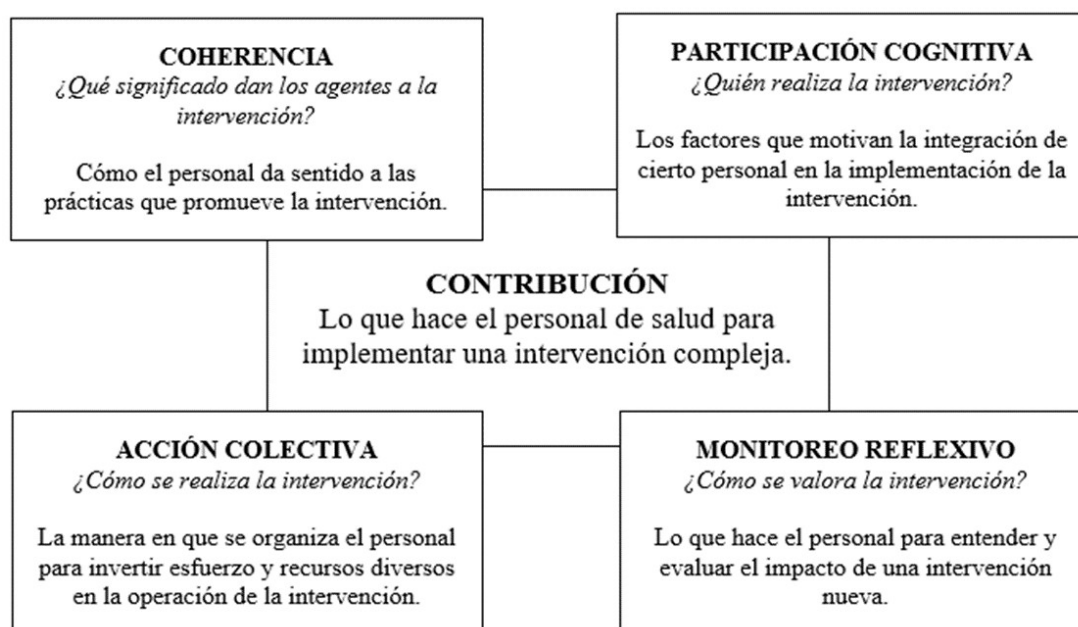 COHERENCIA
¿Qué significado dan los agentes a la
intervención?
Cómo el personal da sentido a las
prácticas que promueve la intervención.
PARTICIPACIÓN COGNITIVA
¿Quién realiza la intervención?
Los factores que motivan la integración de
cierto personal en la implementación de la
intervención.
CONTRIBUCIÓN
Lo que hace el personal de salud para
implementar una intervención compleja.
ACCIÓN COLECTIVA
¿Cómo se realiza la intervención?
La manera en que se organiza el personal
para invertir esfuerzo y recursos diversos
en la operación de la intervención.
MONITOREO REFLEXIVO
¿Cómo se valora la intervención?
Lo que hace el personal para entender y
evaluar el impacto de una intervención
nueva.